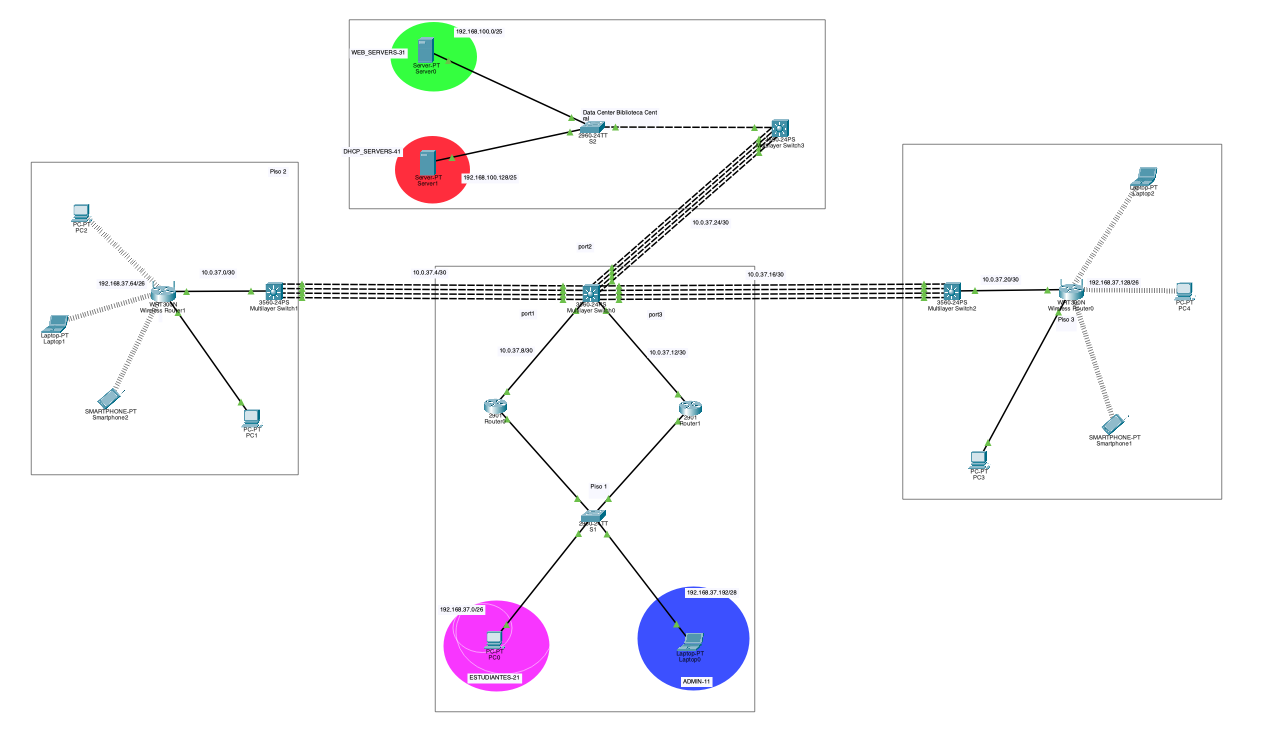 192.168.100.0/25
WEB_SERVERS-31
Server-PT
Server0
Data Center Biblioteca Cent
ral
2960-24TT
S2
3560-24PS
Multilayer Switch3
DHCP_SERVERS-41
Server-PT
Server1
192.168.100.128/25
Piso 2
PC-PT
PC2
192.168.37.64/26
10.0.37.0/30
WRT300N
Wireless Router1
3560-24PS
Multilayer Switch1
Laptop-PT
Laptop1
SMARTPHONE-PT
Smartphone2
PC-PT
PC1
10.0.37.4/30
10.0.37.24/30
port2
10.0.37.16/30
3560-24PS
Multilayer Switch0
port1
port3
10.0.37.8/30
10.0.37.12/30
2901
Router0
2901
Router1
Piso 1
2960-24TT
S1
192.168.37.0/26
PC-PT
PC0
ESTUDIANTES-21
192.168.37.192/28
Laptop-PT
Laptop0
ADMIN-11
Laptop-PT
Laptop2
10.0.37.20/30
192.168.37.128/26
3560-24PS
Multilayer Switch2
WRT300N
Wireless Router0
Piso 3
PC-PT
PC4
SMARTPHONE-PT
Smartphone1
PC-PT
PC3